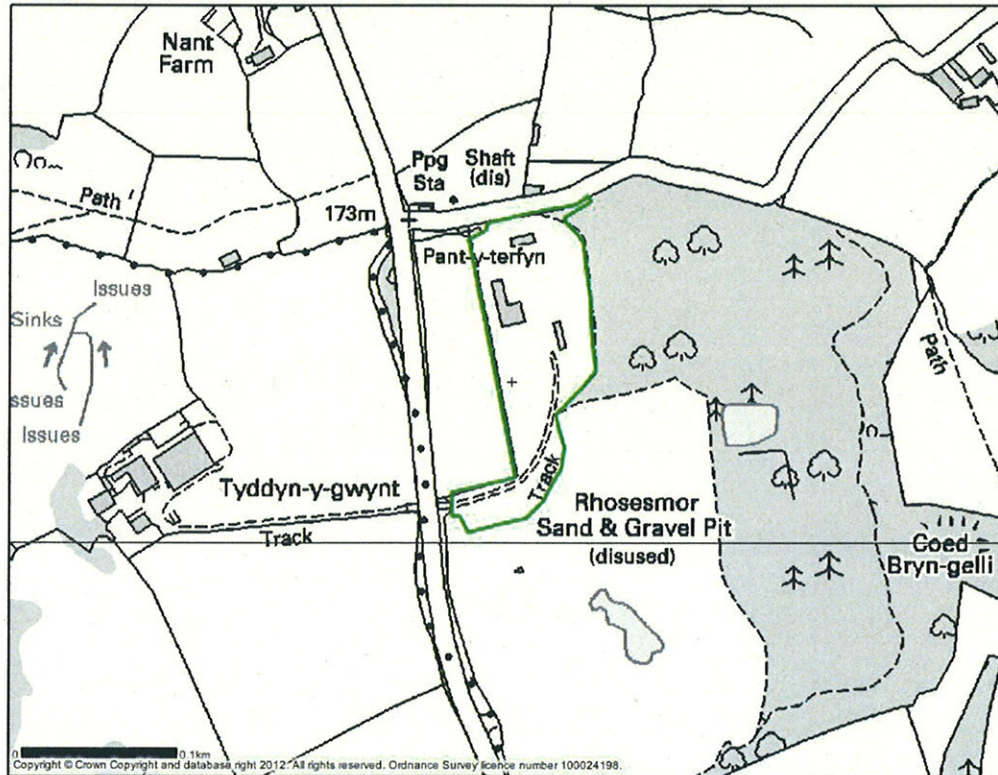 Nant
Farm
Ppg
Sta
Shaft
(dis)
Path
173m
Pant-y-terfyn
Issues
Sinks
ssues
Issues
Path
Tyddyn-y-gwynt
Track
Track
Rhosesmor
Sand & Gravel Pit
(disused)
Coed
Bryn-gelli
0
0.1km
Copyright © Crown Copyright and database right 2012. All rights reserved. Ordnance Survey licence number 100024198.